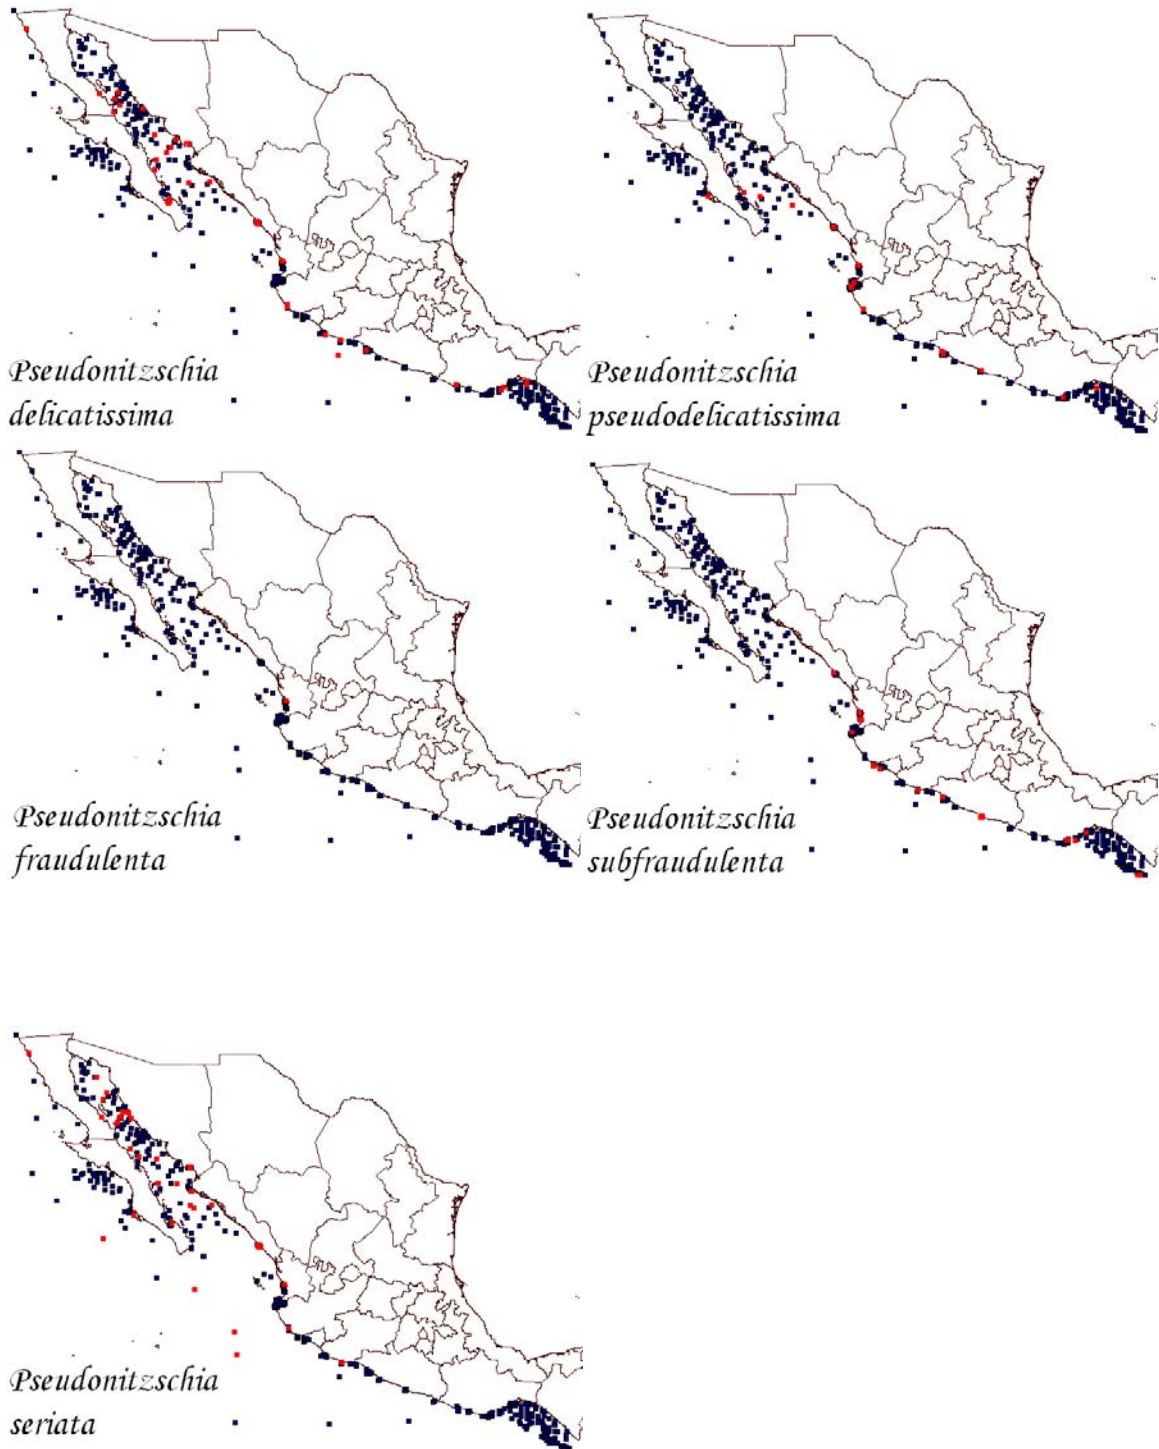 Pseudonitzschia
delicatissima
Pseudonitzschia
pseudodelicatissima
Pseudonitzschia
fraudulenta
Pseudonitzschia
subfraudulenta
Pseudonitzschia
seriata